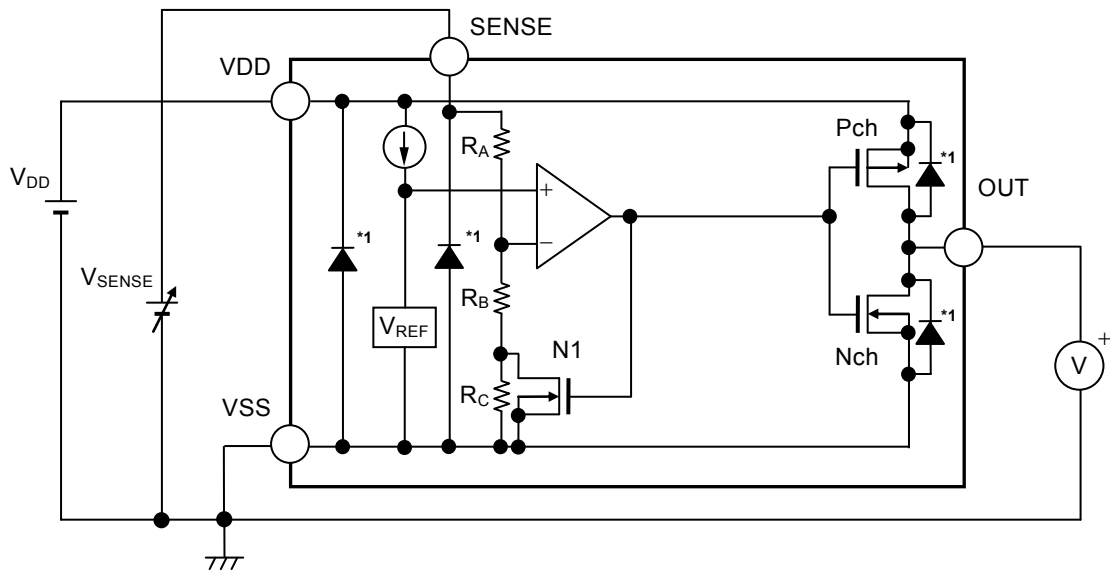 SENSE
VDD
V_DD
V_SENSE
R_A
+
−
*1
*1
R_B
V_REF
N1
R_C
VSS
Pch
*1
OUT
Nch
*1
+
V